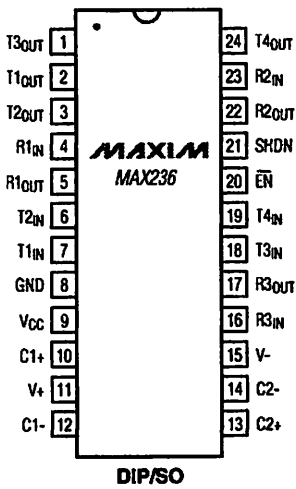 T3OUT 1 24 T4OUT
T1OUT 2 23 R2IN
T2OUT 3 22 R2OUT
R1IN 4 MAXIM 21 SHDN
R1OUT 5 MAX236 20 EN
T2IN 6 19 T4IN
T1IN 7 18 T3IN
GND 8 17 R3OUT
VCC 9 16 R3IN
C1+ 10 15 V-
V+ 11 14 C2-
C1- 12 13 C2+
DIP/SO